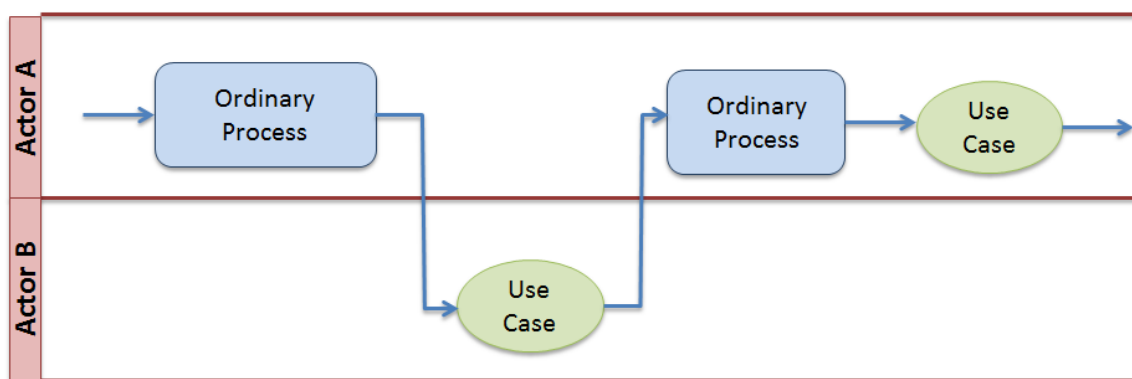 Actor A
Ordinary
Process
Ordinary
Process
Use
Case
Actor B
Use
Case